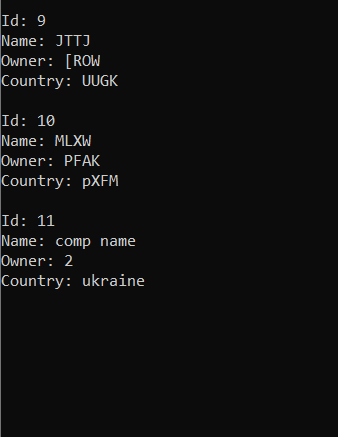 Id: 9
Name: JTTJ
Owner: [ROW
Country: UUGK
Id: 10
Name: MLXW
Owner: PFAK
Country: pXFM
Id: 11
Name: comp name
Owner: 2
Country: ukraine